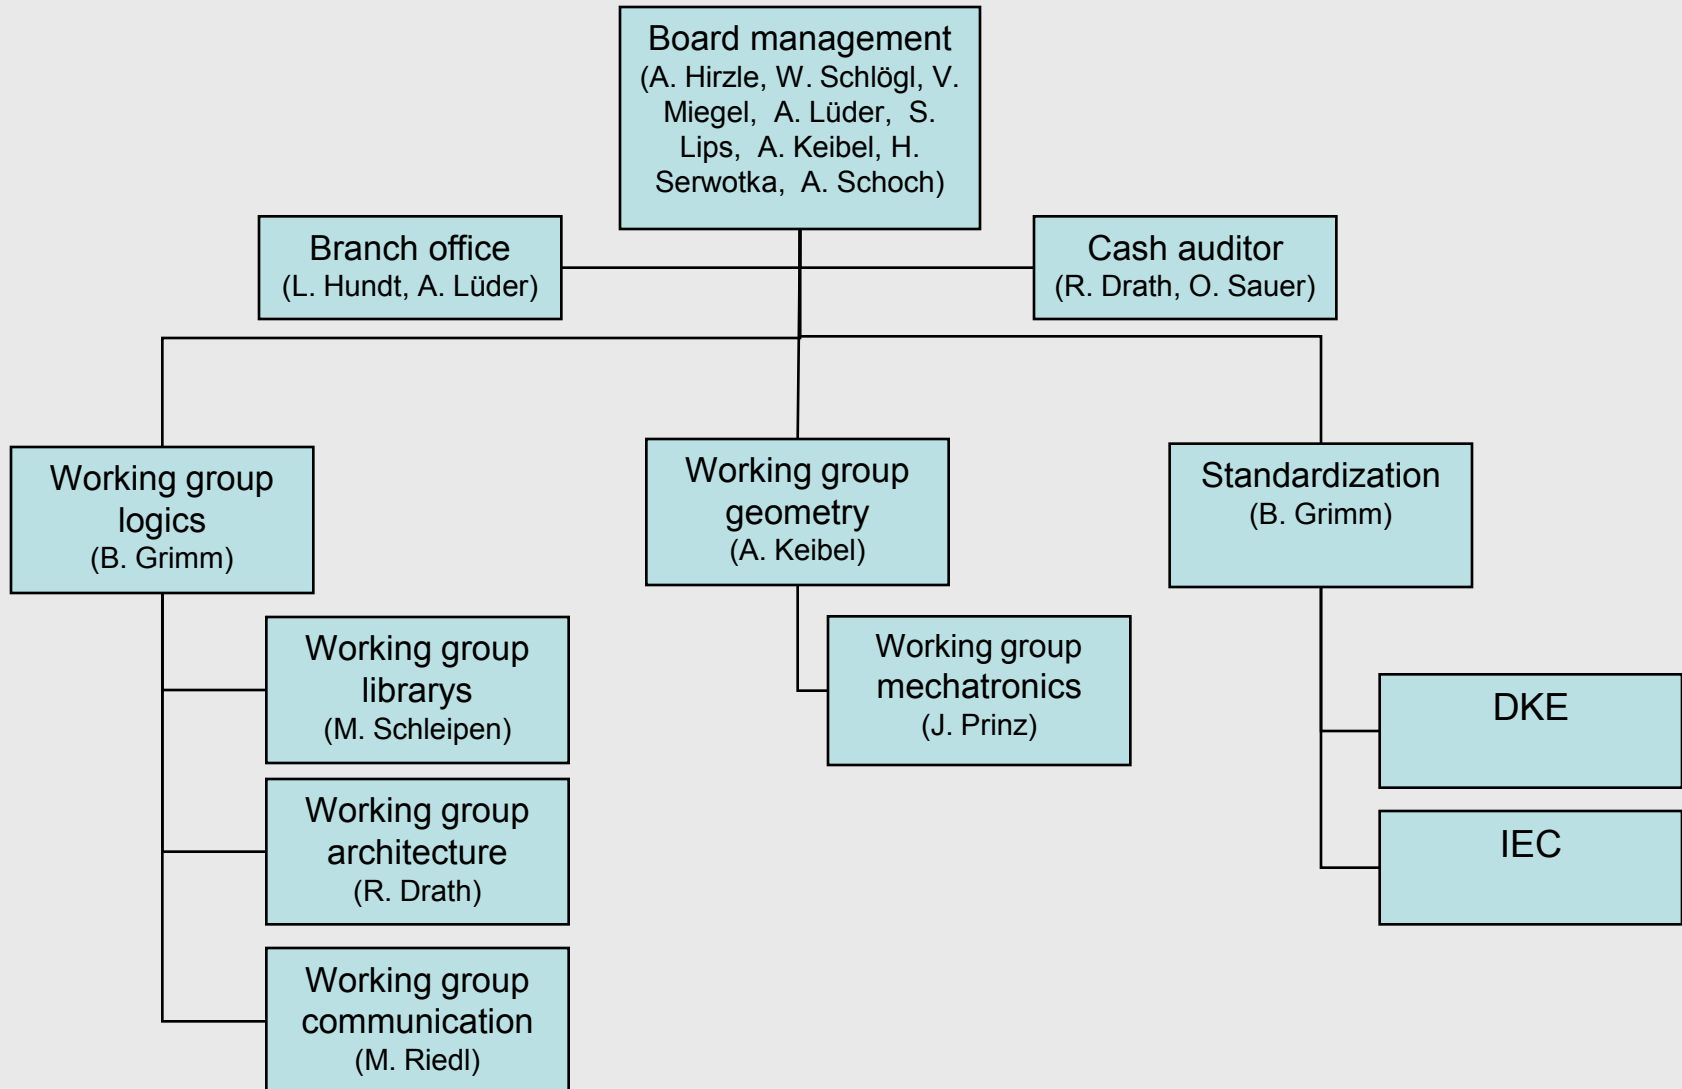 Board management
(A. Hirzle, W. Schlögl, V.
Miegel, A. Lüder, S.
Lips, A. Keibel, H.
Serwotka, A. Schoch)
Branch office
(L. Hundt, A. Lüder)
Cash auditor
(R. Drath, O. Sauer)
Working group
logics
(B. Grimm)
Working group
geometry
(A. Keibel)
Standardization
(B. Grimm)
Working group
librarys
(M. Schleipen)
Working group
mechatronics
(J. Prinz)
DKE
Working group
architecture
(R. Drath)
IEC
Working group
communication
(M. Riedl)